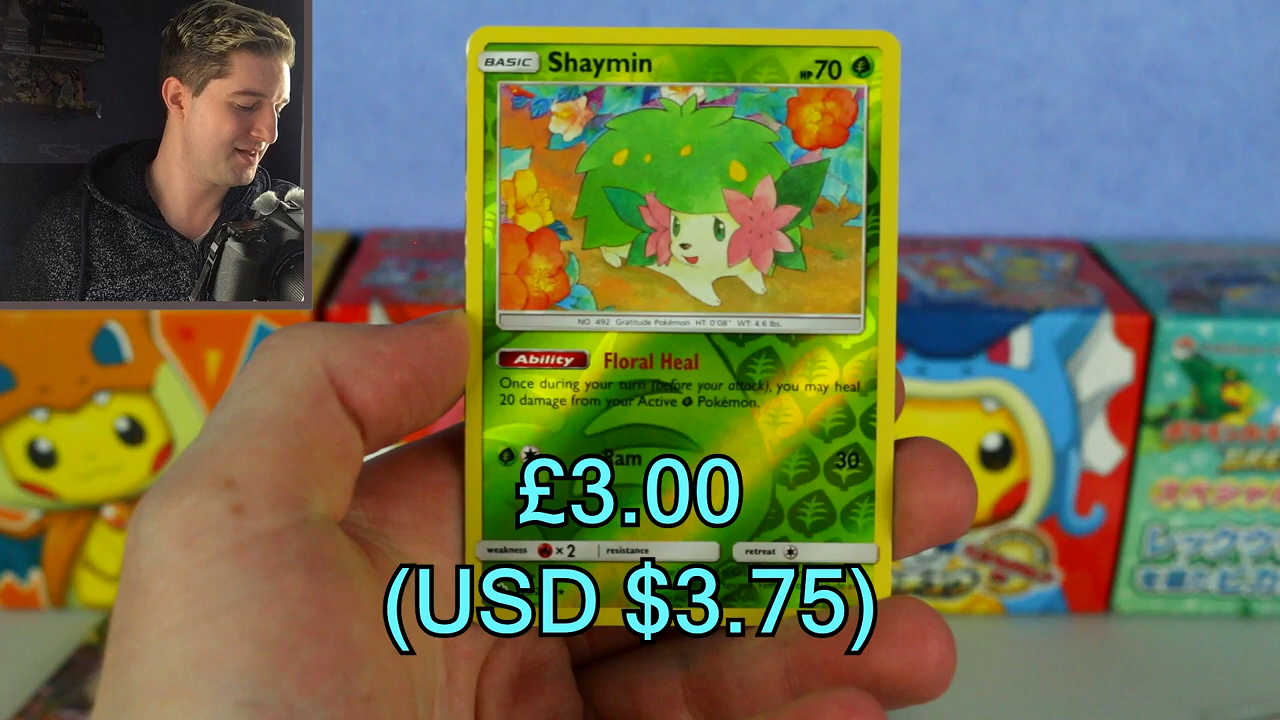 BASIC Shaymin HP70
NO. 492 Gratitude Pokémon HT: 0'08" WT: 4.6 lbs.
Ability Floral Heal
Once during your turn (before your attack), you may heal
20 damage from your Active Pokémon.
Ram 30
£3.00
weakness ×2 resistance retreat
(USD $3.75)